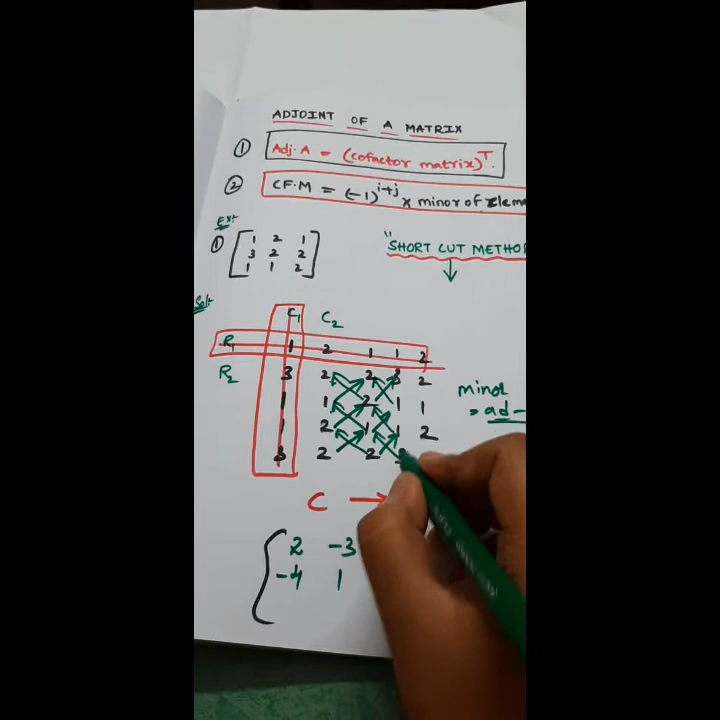 ADJOINT OF A MATRIX
① Adj.A = (cofactor matrix)ᵀ.
② CF.M = (-1)^i+j × minor of elem
Ex:
① [1 2 1
3 2 2
1 1 2]
"SHORT CUT METHO
Sol:
C₁ C₂
R₁ 1 2 1 1 2
R₂ 3 2 2 3 2
1 1 2 1 1
1 2 1 1 2
3 2 2
minor
= ad -
C →
2 -3
-4 1